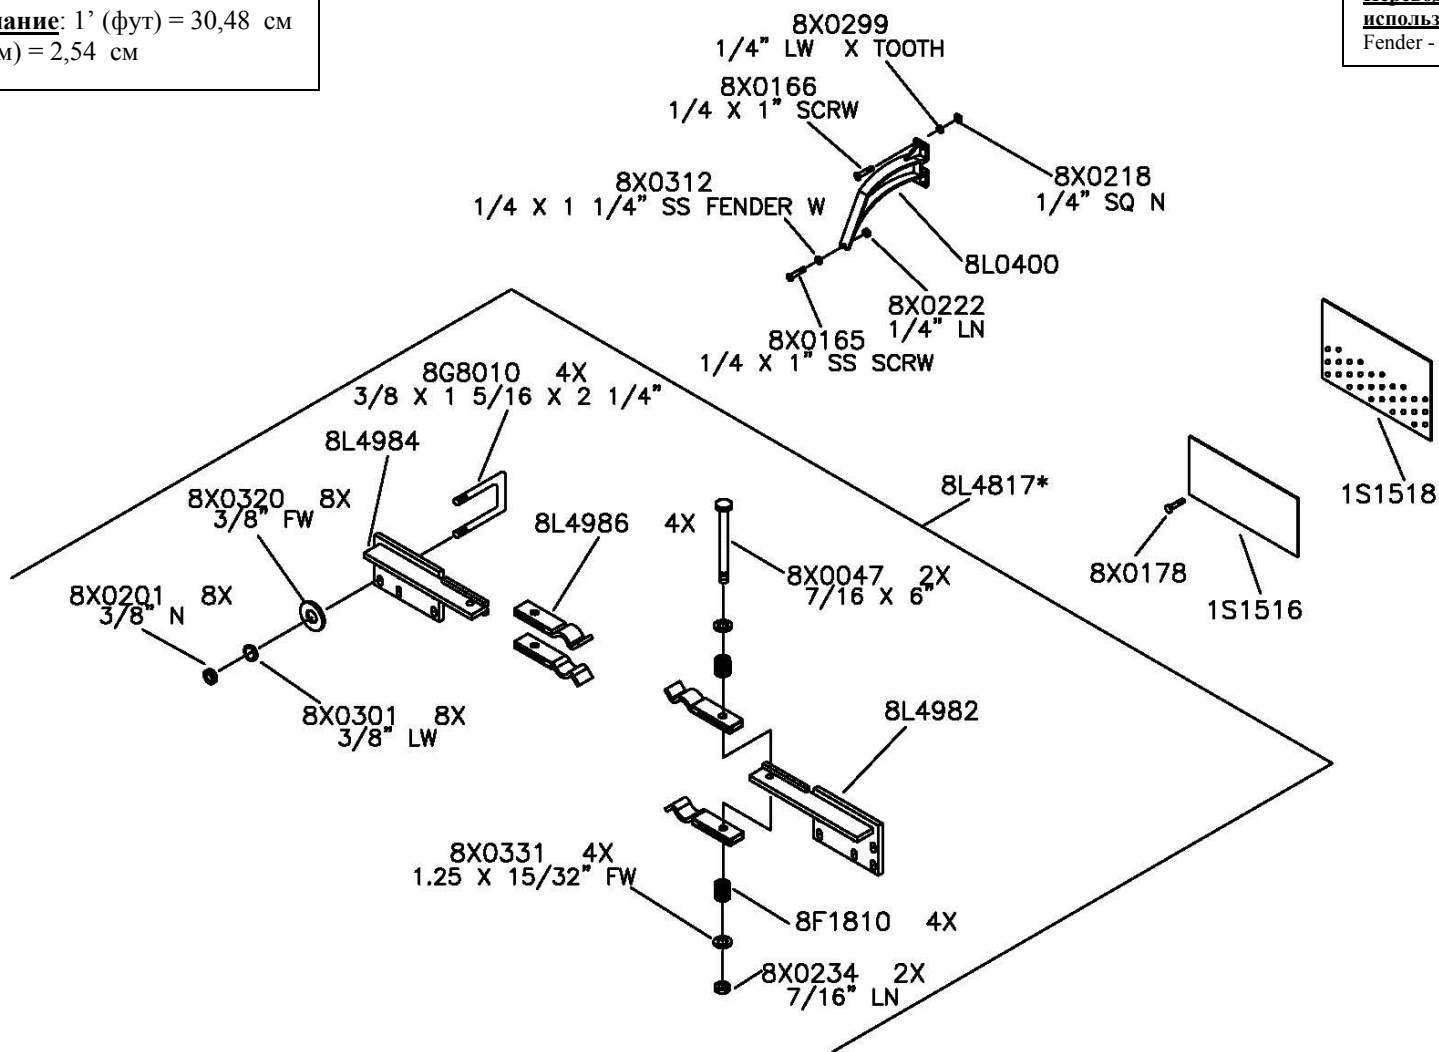 ание: 1’ (фут) = 30,48 см
м) = 2,54 см
использ
Fender -
8X0299
1/4” LW X TOOTH
8X0166
1/4 X 1” SCRW
8X0312
1/4 X 1 1/4” SS FENDER W
8X0218
1/4” SQ N
8L0400
8X0222
1/4” LN
8X0165
1/4 X 1” SS SCRW
8G8010 4X
3/8 X 1 5/16 X 2 1/4”
8L4984
8X0320 8X
3/8” FW
8L4986 4X
8L4817*
1S1518
8X0047 2X
7/16 X 6”
8X0178
1S1516
8X0201 8X
3/8” N
8X0301 8X
3/8” LW
8L4982
8X0331 4X
1.25 X 15/32” FW
8F1810 4X
8X0234 2X
7/16” LN